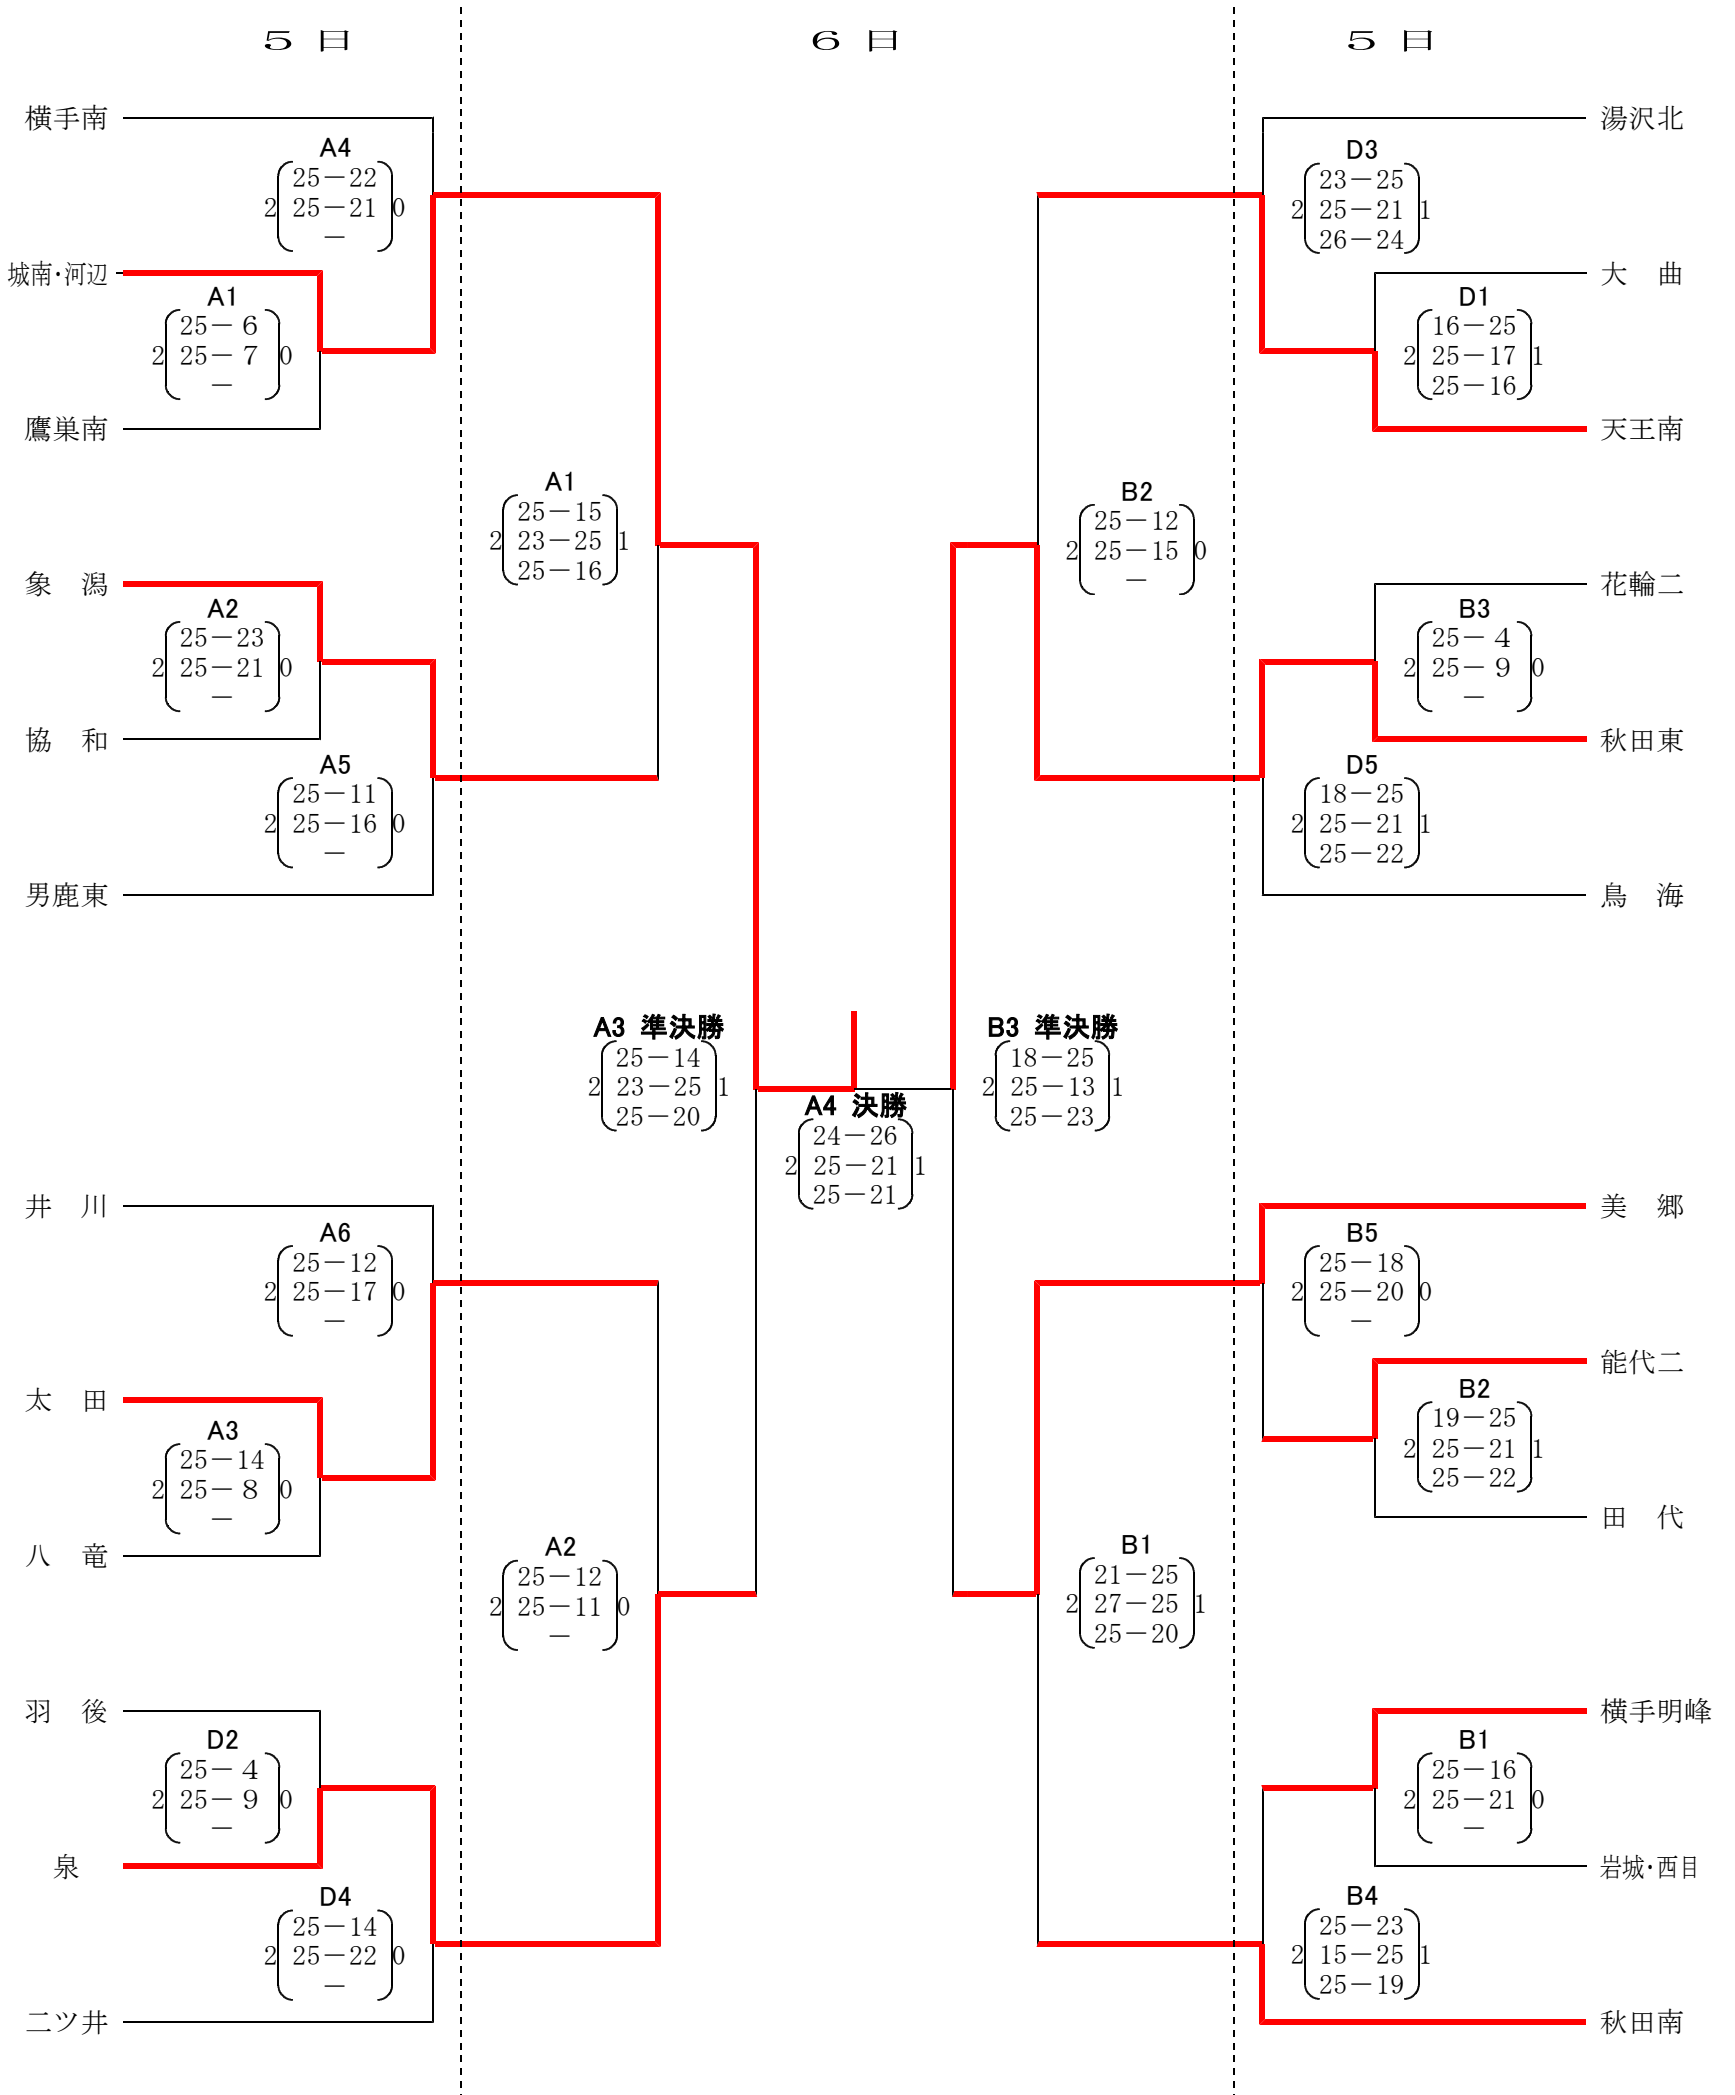 ５ 日
６ 日
５ 日
横手南
湯沢北
A4
25－22
2 25－21 0
－
D3
23－25
2 25－21 1
26－24
城南・河辺
大　曲
A1
25－ 6
2 25－ 7 0
－
D1
16－25
2 25－17 1
25－16
鷹巣南
天王南
A1
25－15
2 23－25 1
25－16
B2
25－12
2 25－15 0
－
象　潟
花輪二
A2
25－23
2 25－21 0
－
B3
25－ 4
2 25－ 9 0
－
協　和
秋田東
A5
25－11
2 25－16 0
－
D5
18－25
2 25－21 1
25－22
男鹿東
鳥　海
A3 準決勝
25－14
2 23－25 1
25－20
B3 準決勝
18－25
2 25－13 1
25－23
A4 決勝
24－26
2 25－21 1
25－21
井　川
美　郷
A6
25－12
2 25－17 0
－
B5
25－18
2 25－20 0
－
能代二
太　田
A3
25－14
2 25－ 8 0
－
B2
19－25
2 25－21 1
25－22
八　竜
田　代
A2
25－12
2 25－11 0
－
B1
21－25
2 27－25 1
25－20
羽　後
横手明峰
D2
25－ 4
2 25－ 9 0
－
B1
25－16
2 25－21 0
－
泉
岩城・西目
D4
25－14
2 25－22 0
－
B4
25－23
2 15－25 1
25－19
二ツ井
秋田南